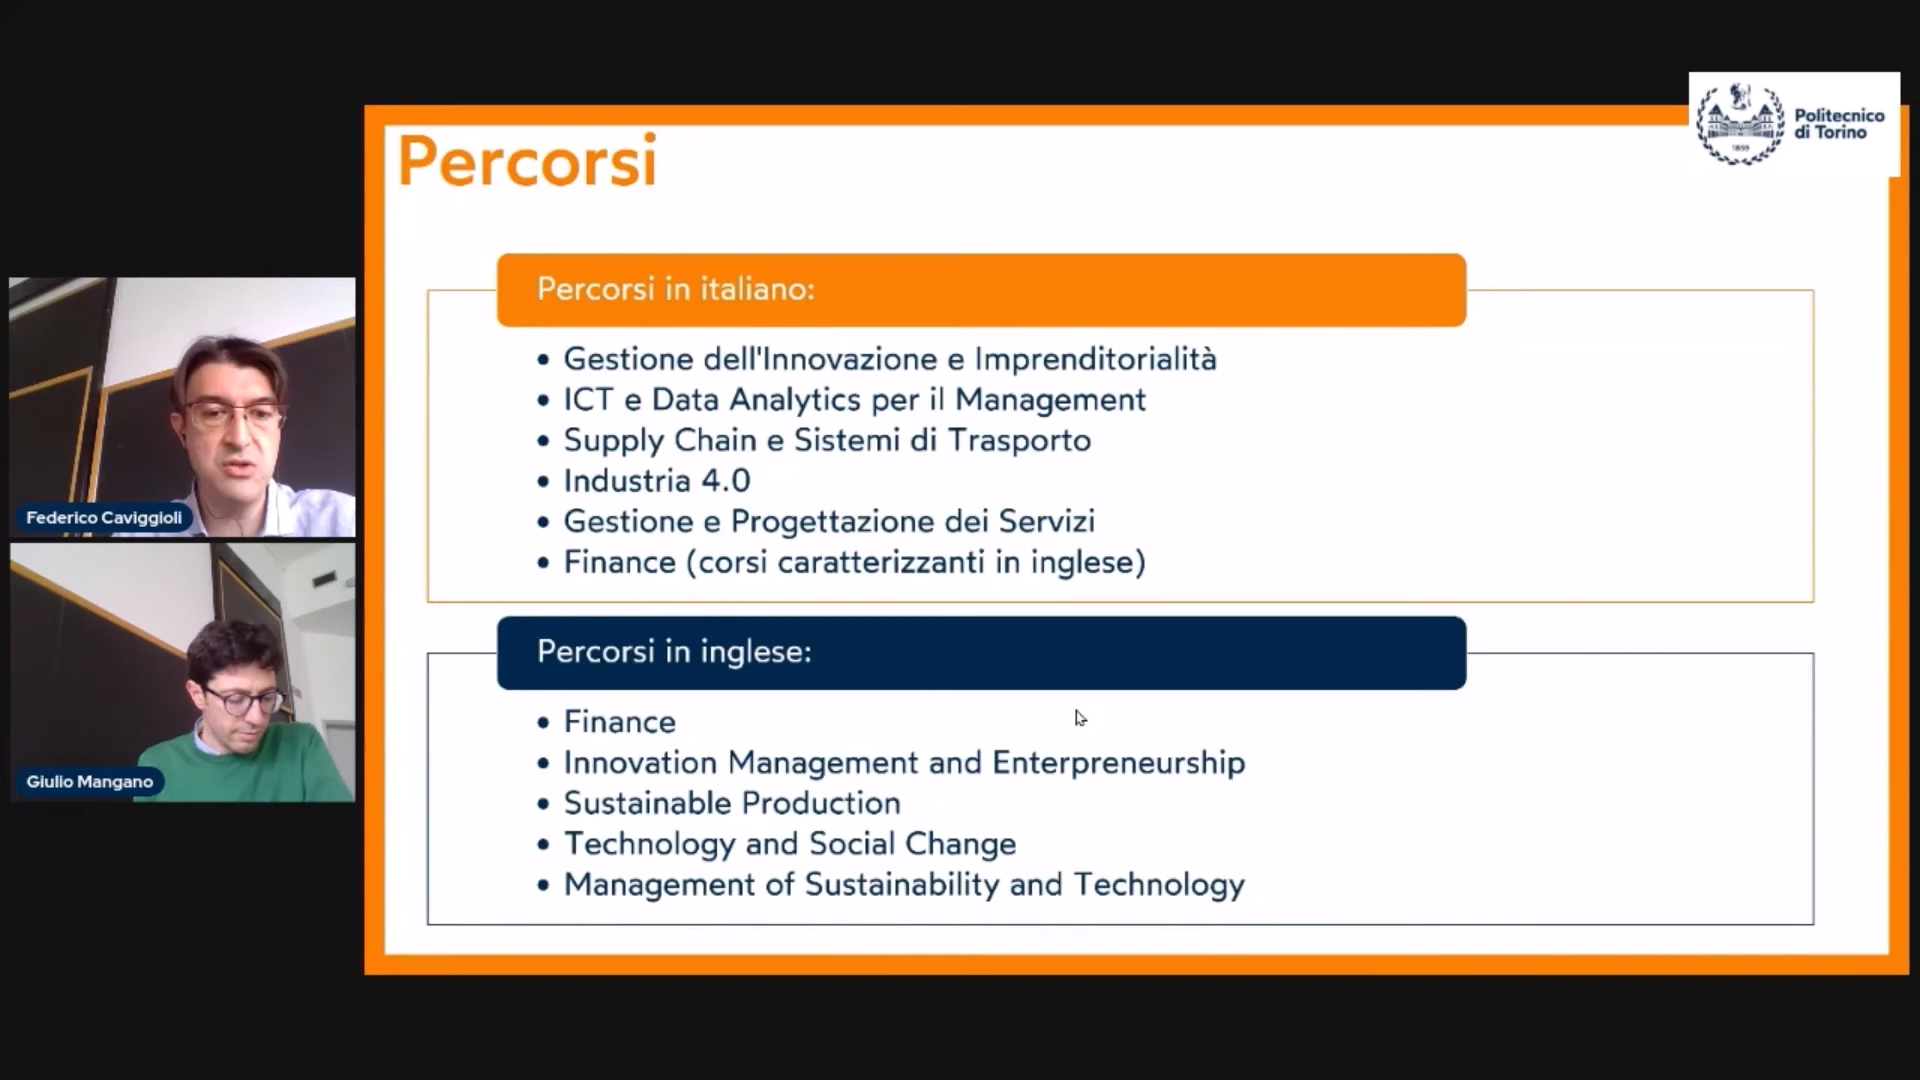 Politecnico
di Torino
1859
Percorsi
Percorsi in italiano:
• Gestione dell'Innovazione e Imprenditorialità
• ICT e Data Analytics per il Management
• Supply Chain e Sistemi di Trasporto
• Industria 4.0
• Gestione e Progettazione dei Servizi
• Finance (corsi caratterizzanti in inglese)
Percorsi in inglese:
• Finance
• Innovation Management and Enterpreneurship
• Sustainable Production
• Technology and Social Change
• Management of Sustainability and Technology
Federico Caviggioli
Giulio Mangano